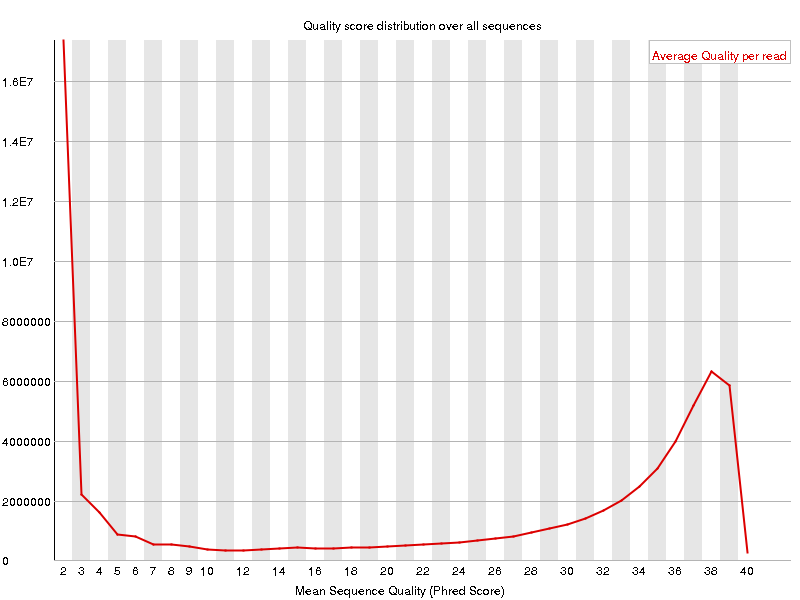 Quality score distribution over all sequences
Average Quality per read
1.6E7
1.4E7
1.2E7
1.0E7
8000000
6000000
4000000
2000000
0
2 3 4 5 6 7 8 9 10 12 14 16 18 20 22 24 26 28 30 32 34 36 38 40
Mean Sequence Quality (Phred Score)